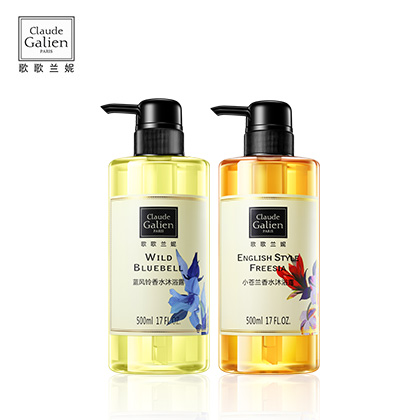 Claude
Galien
PARIS
歌歌兰妮
Claude
Galien
PARIS
歌歌兰妮
WILD
BLUEBELL
蓝风铃香水沐浴露
500ml 17 FL.OZ.
Claude
Galien
PARIS
歌歌兰妮
ENGLISH STYLE
FREESIA
小苍兰香水沐浴露
500ml 17 FL.OZ.